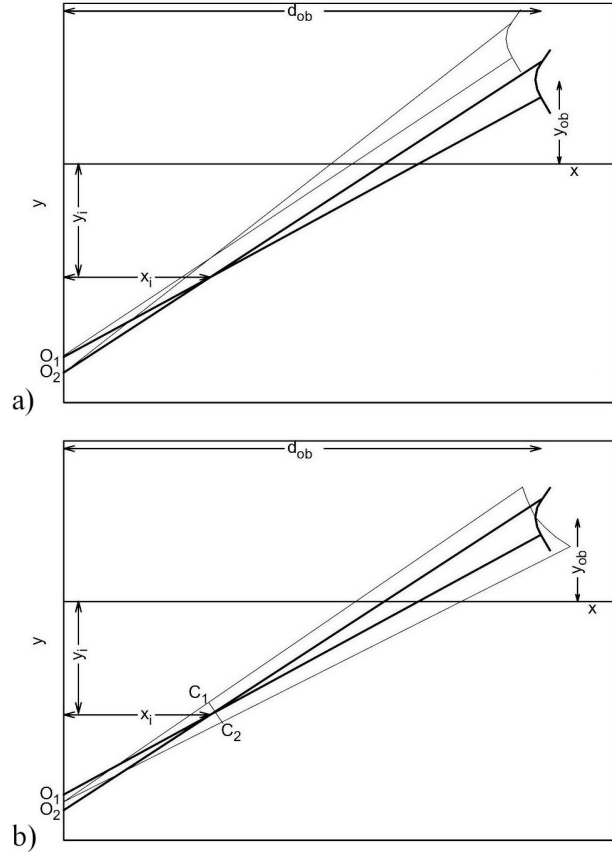 d_ob
y_ob
x
y
y_i
x_i
O_1
O_2
a)
d_ob
y_ob
x
y
y_i
C_1
x_i
C_2
O_1
O_2
b)